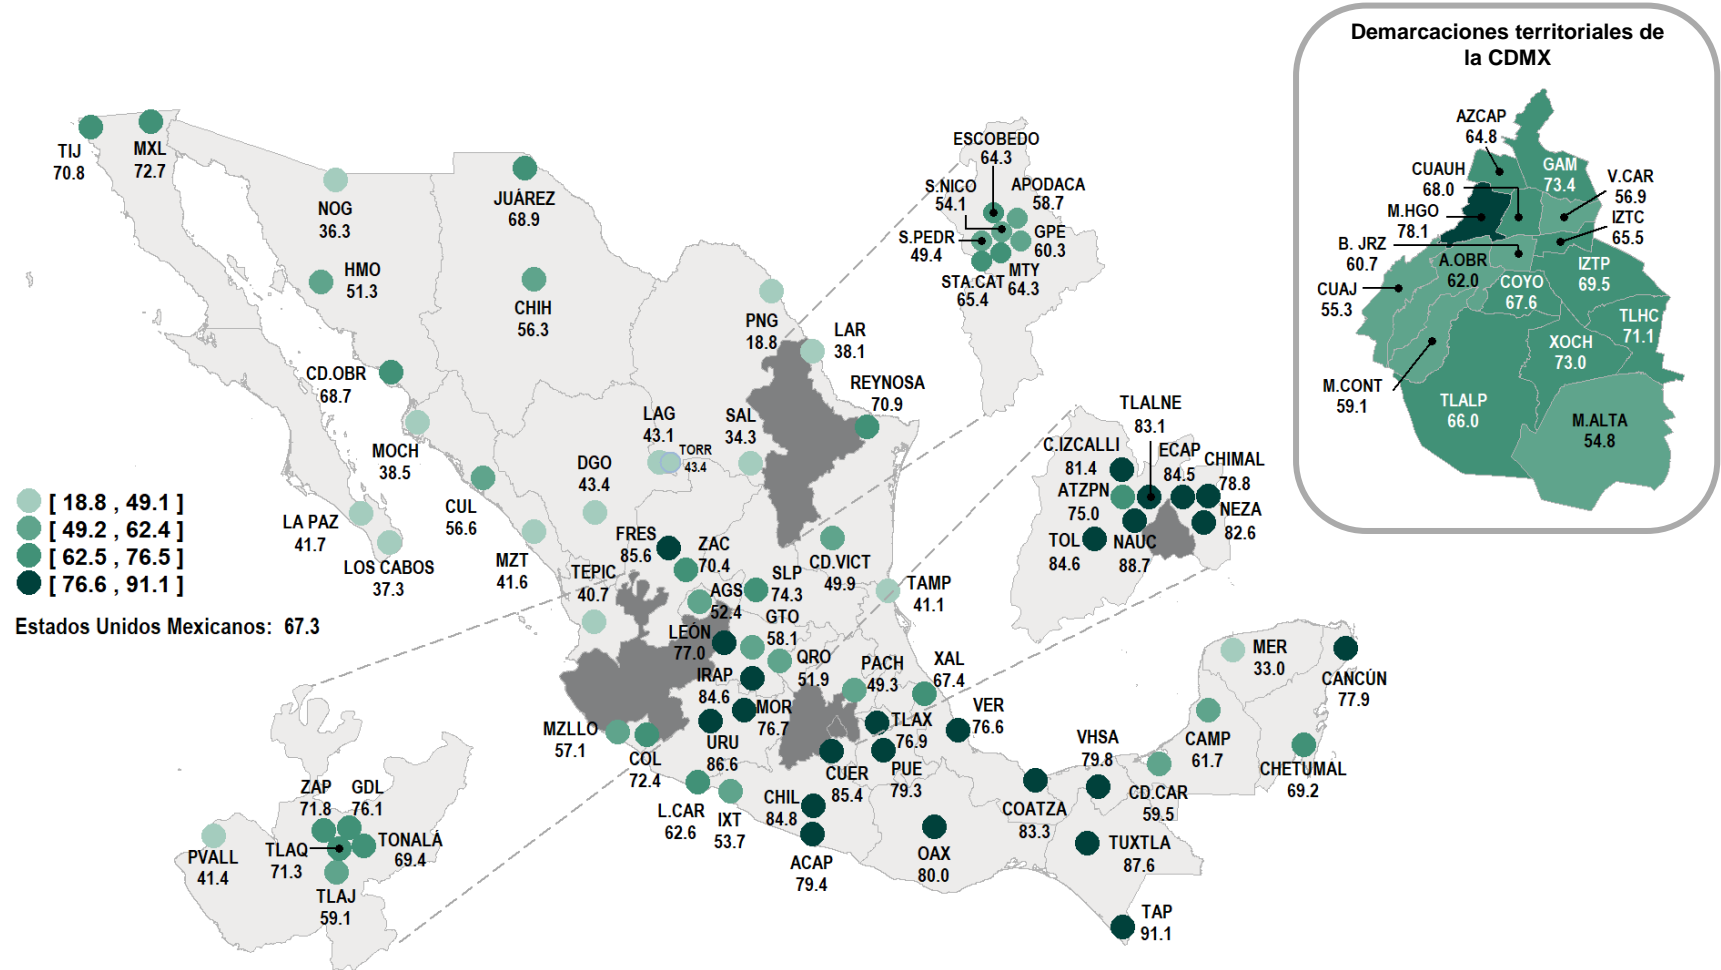 Demarcaciones territoriales de
la CDMX
AZCAP
64.8
CUAUH
68.0
GAM
73.4
V.CAR
56.9
M.HGO
78.1
IZTC
65.5
B. JRZ
60.7
A.OBR
62.0
IZTP
69.5
CUAJ
55.3
COYO
67.6
TLHC
71.1
XOCH
73.0
M.CONT
59.1
TLALP
66.0
M.ALTA
54.8
TIJ
70.8
MXL
72.7
NOG
36.3
JUÁREZ
68.9
HMO
51.3
CHIH
56.3
CD.OBR
68.7
MOCH
38.5
ESCOBEDO
64.3
S.NICO
54.1
APODACA
58.7
S.PEDR
49.4
GPE
60.3
STA.CAT
65.4
MTY
64.3
PNG
18.8
LAR
38.1
REYNOSA
70.9
LAG
43.1
TORR
43.4
SAL
34.3
DGO
43.4
CUL
56.6
LA PAZ
41.7
LOS CABOS
37.3
MZT
41.6
TEPIC
40.7
FRES
85.6
ZAC
70.4
AGS
52.4
SLP
74.3
CD.VICT
49.9
TAMP
41.1
GTO
58.1
LEÓN
77.0
QRO
51.9
IRAP
84.6
PACH
49.3
XAL
67.4
VER
76.6
MOR
76.7
URU
86.6
TLAX
76.9
PUE
79.3
CUER
85.4
MZLLO
57.1
COL
72.4
L.CAR
62.6
IXT
53.7
CHIL
84.8
ACAP
79.4
OAX
80.0
COATZA
83.3
VHSA
79.8
CD.CAR
59.5
CAMP
61.7
MER
33.0
CANCÚN
77.9
CHETUMAL
69.2
TUXTLA
87.6
TAP
91.1
TLALNE
83.1
C.IZCALLI
81.4
ECAP
84.5
CHIMAL
78.8
ATZPN
75.0
NEZA
82.6
TOL
84.6
NAUC
88.7
ZAP
71.8
GDL
76.1
TONALÁ
69.4
TLAQ
71.3
PVALL
41.4
TLAJ
59.1
[ 18.8 , 49.1 ]
[ 49.2 , 62.4 ]
[ 62.5 , 76.5 ]
[ 76.6 , 91.1 ]
Estados Unidos Mexicanos: 67.3